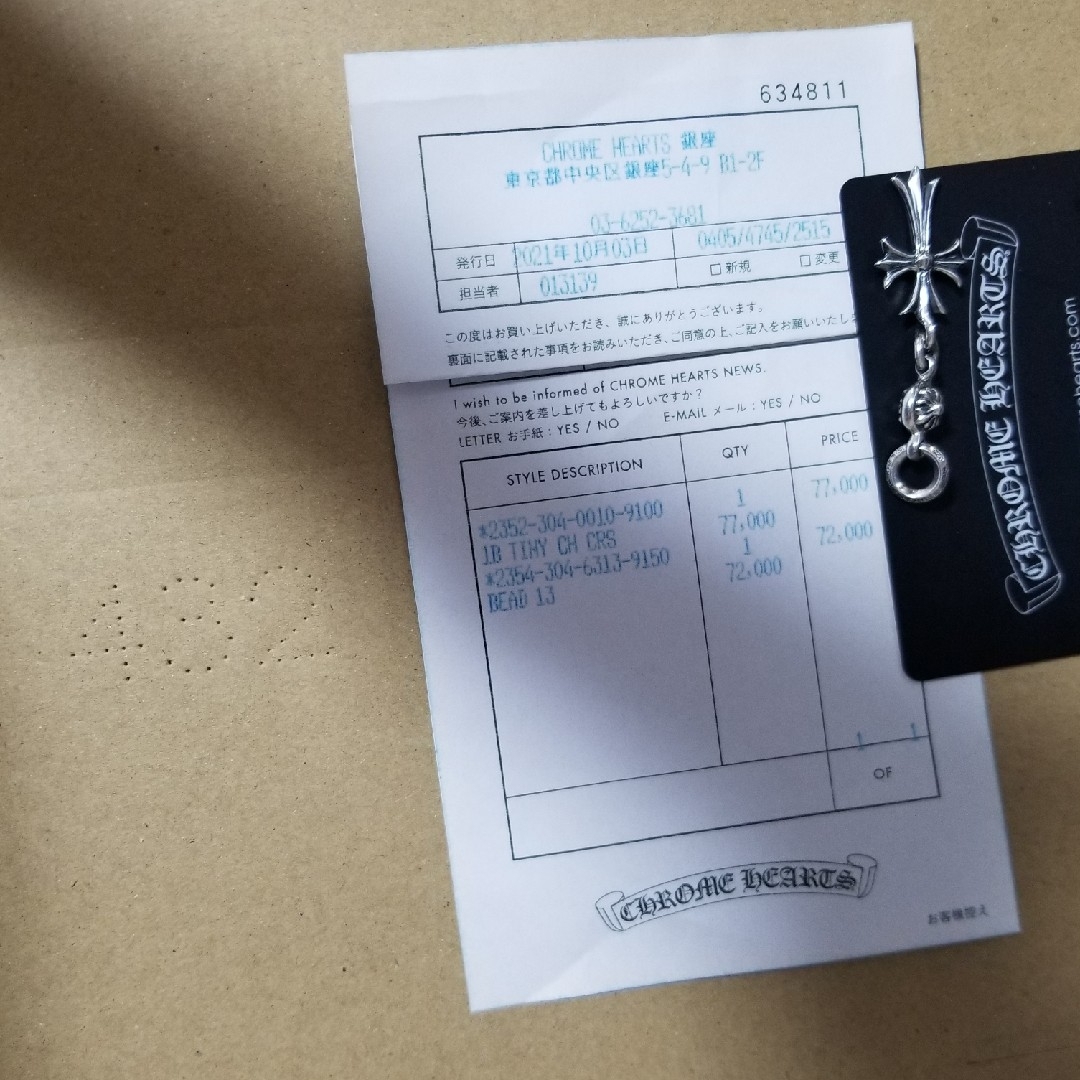 634811
CHROME HEARTS 銀座
東京都中央区銀座5-4-9 B1-2F
03-6252-3681
発行日 2021年10月03日 0405/4745/2515
担当者 013139 □新規 □変更
この度はお買い上げいただき、誠にありがとうございます。
裏面に記載された事項をお読みいただき、ご同意の上、ご記入をお願いいたしま
I wish to be informed of CHROME HEARTS NEWS.
今後、ご案内を差し上げてもよろしいですか？
LETTER お手紙：YES / NO E-MAIL メール：YES / NO
STYLE DESCRIPTION QTY PRICE
*2352-304-0010-9100 1 77,000
1B TINY CH CRS 77,000
*2354-304-6313-9150 1 72,000
BEAD 13 72,000
1 1
OF
CHROME HEARTS
お客様控え
CHROME HEARTS
hearts.com
402